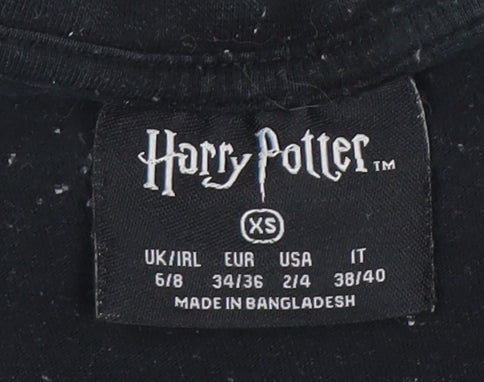 Harry Potter™
XS
UK/IRL EUR USA IT
6/8 34/36 2/4 38/40
MADE IN BANGLADESH